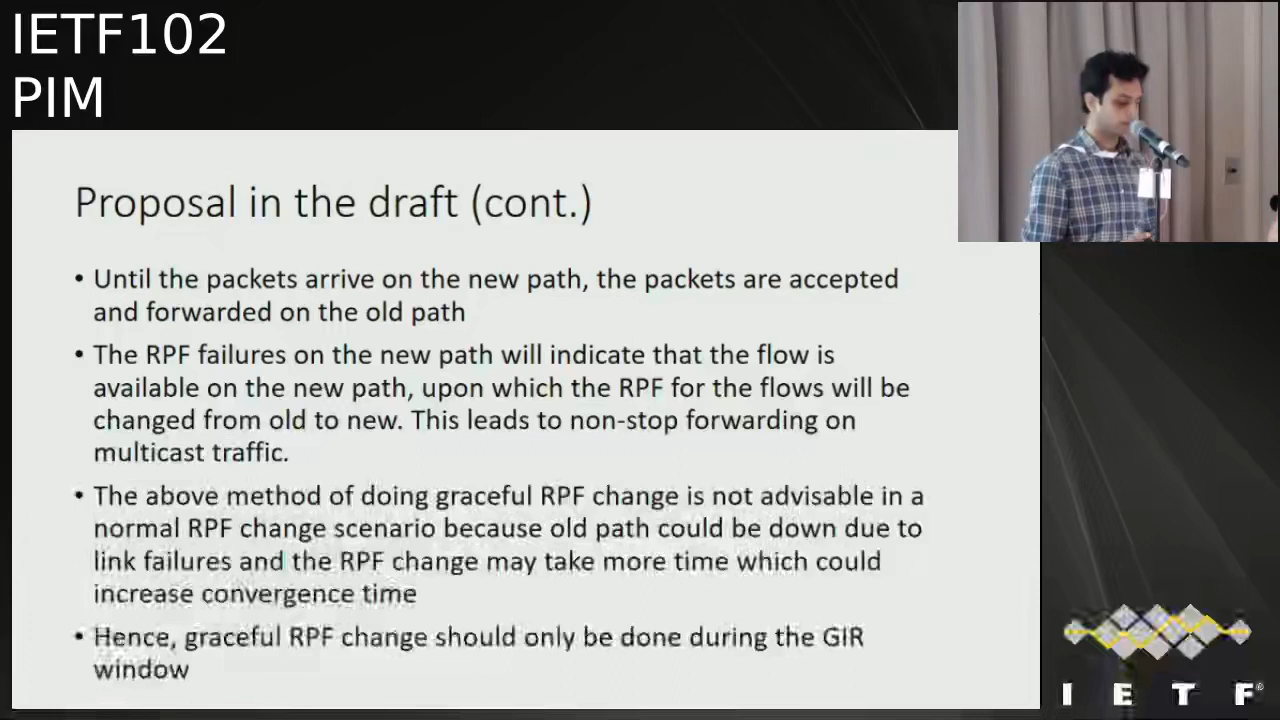 IETF102
PIM
Proposal in the draft (cont.)
• Until the packets arrive on the new path, the packets are accepted
and forwarded on the old path
• The RPF failures on the new path will indicate that the flow is
available on the new path, upon which the RPF for the flows will be
changed from old to new. This leads to non-stop forwarding on
multicast traffic.
• The above method of doing graceful RPF change is not advisable in a
normal RPF change scenario because old path could be down due to
link failures and the RPF change may take more time which could
increase convergence time
• Hence, graceful RPF change should only be done during the GIR
window
I E T F®